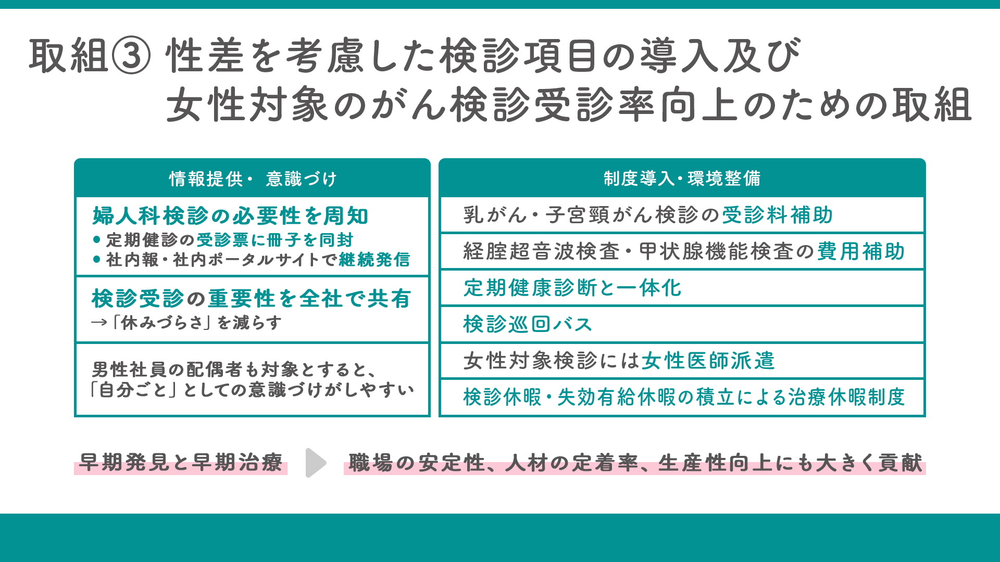 取組③ 性差を考慮した検診項目の導入及び
女性対象のがん検診受診率向上のための取組
情報提供・ 意識づけ
婦人科検診の必要性を周知
• 定期健診の受診票に冊子を同封
• 社内報・社内ポータルサイトで継続発信
検診受診の重要性を全社で共有
→「休みづらさ」を減らす
男性社員の配偶者も対象とすると、
「自分ごと」としての意識づけがしやすい
制度導入・環境整備
乳がん・子宮頸がん検診の受診料補助
経腟超音波検査・甲状腺機能検査の費用補助
定期健康診断と一体化
検診巡回バス
女性対象検診には女性医師派遣
検診休暇・失効有給休暇の積立による治療休暇制度
早期発見と早期治療
職場の安定性、人材の定着率、生産性向上にも大きく貢献